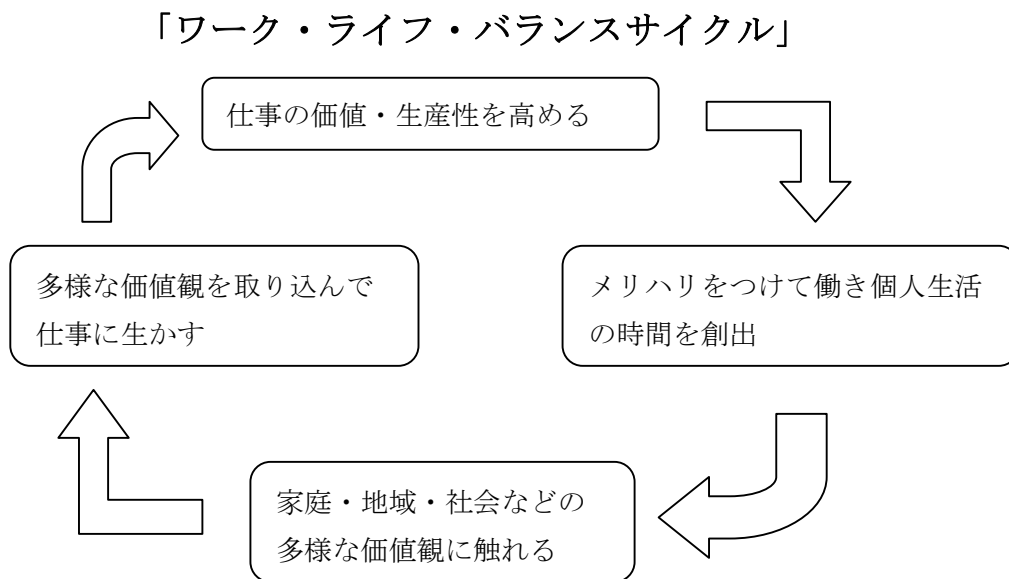 「ワーク・ライフ・バランスサイクル」
仕事の価値・生産性を高める
メリハリをつけて働き個人生活
の時間を創出
家庭・地域・社会などの
多様な価値観に触れる
多様な価値観を取り込んで
仕事に生かす